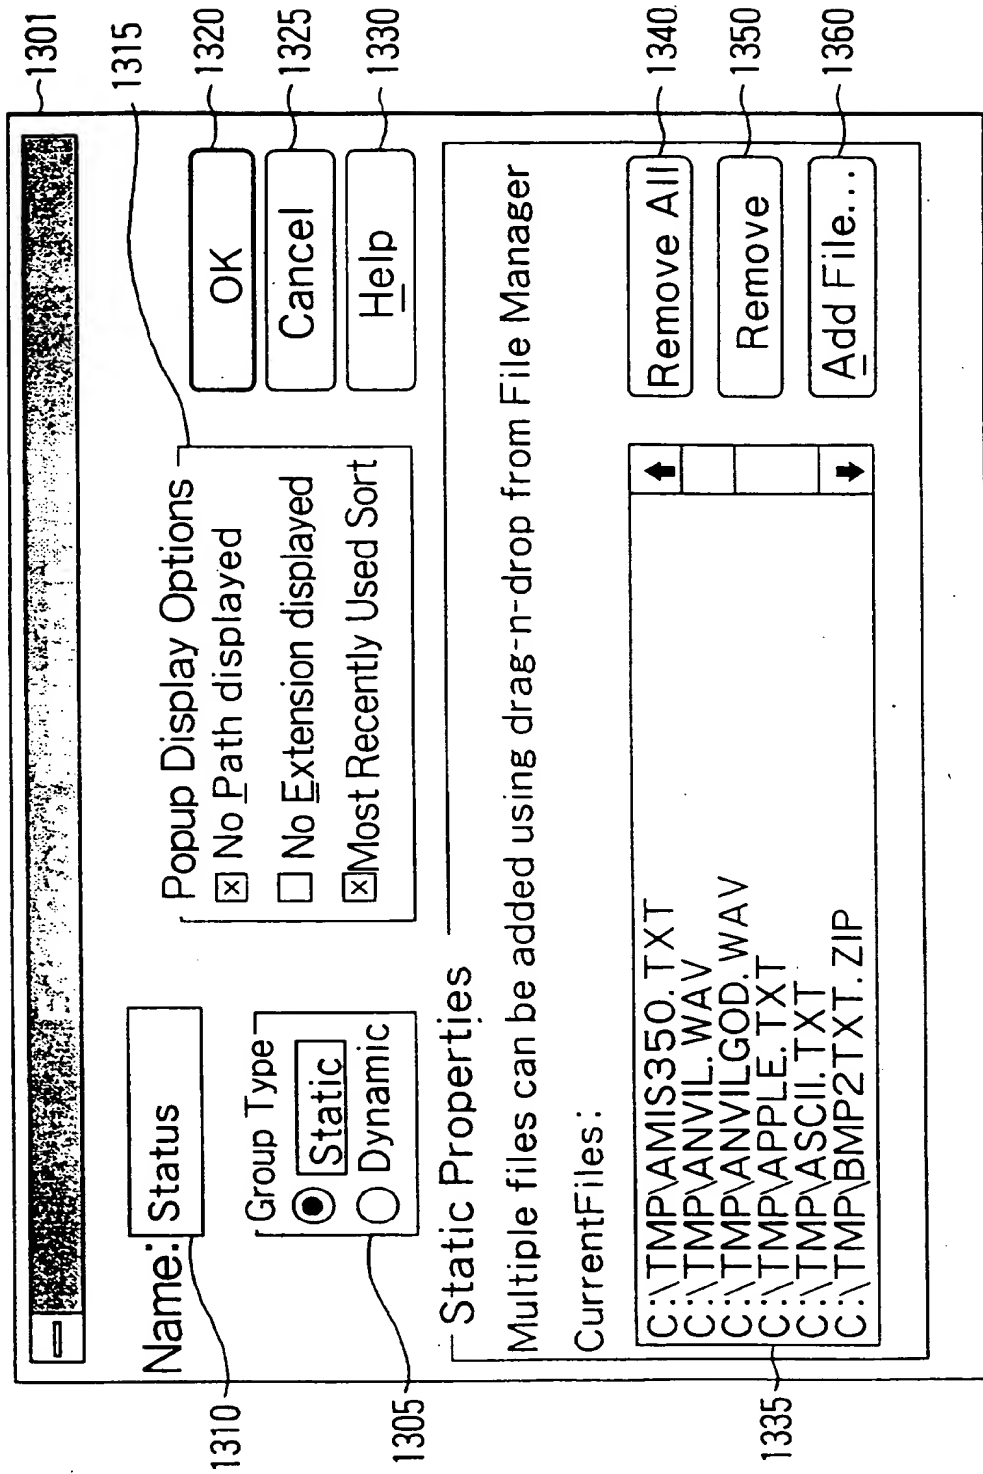 1301
1315
1320
1325
1330
Name: Status
Group Type
Static
Dynamic
1310
1305
Popup Display Options
No Path displayed
No Extension displayed
Most Recently Used Sort
OK
Cancel
Help
Static Properties
Multiple files can be added using drag-n-drop from File Manager
CurrentFiles:
C:\TMP\AMIS350.TXT
C:\TMP\ANVIL.WAV
C:\TMP\ANVILGOD.WAV
C:\TMP\APPLE.TXT
C:\TMP\ASCII.TXT
C:\TMP\BMP2TXT.ZIP
1335
Remove All
Remove
Add File...
1340
1350
1360